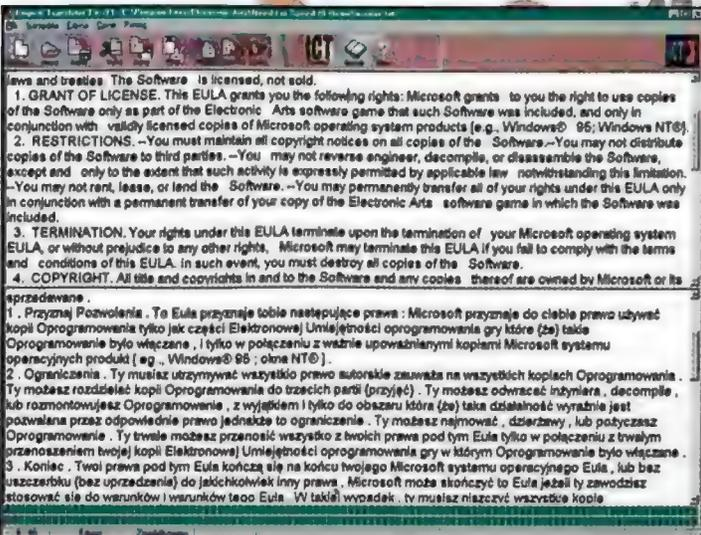 laws and treaties The Software is licensed, not sold.
1. GRANT OF LICENSE. This EULA grants you the following rights: Microsoft grants to you the right to use copies
of the Software only as part of the Electronic Arts software game that such Software was included, and only in
conjunction with validly licensed copies of Microsoft operating system products [e.g., Windows® 95; Windows NT®].
2. RESTRICTIONS. --You must maintain all copyright notices on all copies of the Software.--You may not distribute
copies of the Software to third parties. --You may not reverse engineer, decompile, or disassemble the Software,
except and only to the extent that such activity is expressly permitted by applicable law notwithstanding this limitation.
--You may not rent, lease, or lend the Software. --You may permanently transfer all of your rights under this EULA only
in conjunction with a permanent transfer of your copy of the Electronic Arts software game in which the Software was
included.
3. TERMINATION. Your rights under this EULA terminate upon the termination of your Microsoft operating system
EULA, or without prejudice to any other rights, Microsoft may terminate this EULA if you fail to comply with the terms
and conditions of this EULA. In such event, you must destroy all copies of the Software.
4. COPYRIGHT. All title and copyrights in and to the Software and any copies thereof are owned by Microsoft or its
sprzedawane .
1 . Przyznaj Pozwolenia . To Eula przyznaje tobie następujące prawa : Microsoft przyznaje do ciebie prawo używać
kopii Oprogramowania tylko jak części Elektronowej Umiejętności oprogramowania gry które (że) takie
Oprogramowanie było włączane , i tylko w połączeniu z ważnie upoważnianymi kopiami Microsoft systemu
operacyjnych produkt [ eg ., Windows® 95 ; okna NT® ] .
2 . Ograniczenia . Ty musisz utrzymywać wszystko prawo autorskie zauważa na wszystkich kopiach Oprogramowania .
Ty możesz rozdzielać kopii Oprogramowania do trzecich partii (przyjęć) . Ty możesz odwracać inżyniera , decompile ,
lub rozmontowujesz Oprogramowanie , z wyjątkiem i tylko do obszaru która (że) taka działalność wyraźnie jest
pozwalana przez odpowiednie prawo jednakże to ograniczenie . Ty możesz najmować , dzierżawy , lub pożyczasz
Oprogramowanie . Ty trwale możesz przenosić wszystko z twoich prawa pod tym Eula tylko w połączeniu z trwałym
przenoszeniem twojej kopii Elektronowej Umiejętności oprogramowania gry w którym Oprogramowanie było włączane .
3 . Koniec . Twoi prawa pod tym Eula kończą się na końcu twojego Microsoft systemu operacyjnego Eula , lub bez
uszczerbku (bez uprzedzenia) do jakichkolwiek inny prawa , Microsoft może skończyć to Eula jeżeli ty zawodzisz
stosować się do warunków i warunków tego Eula . W takiej wypadek , ty musisz niszczyć wszystkie kopie